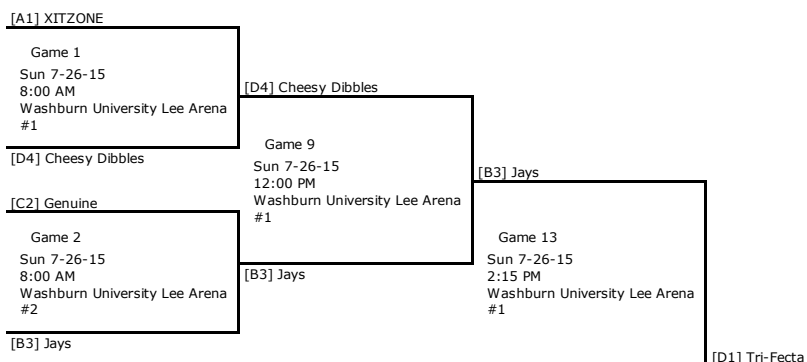 [A1] XITZONE
Game 1
Sun 7-26-15
8:00 AM
Washburn University Lee Arena
#1
[D4] Cheesy Dibbles
[C2] Genuine
Game 2
Sun 7-26-15
8:00 AM
Washburn University Lee Arena
#2
[B3] Jays
[D4] Cheesy Dibbles
Game 9
Sun 7-26-15
12:00 PM
Washburn University Lee Arena
#1
[B3] Jays
[B3] Jays
Game 13
Sun 7-26-15
2:15 PM
Washburn University Lee Arena
#1
[D1] Tri-Fecta